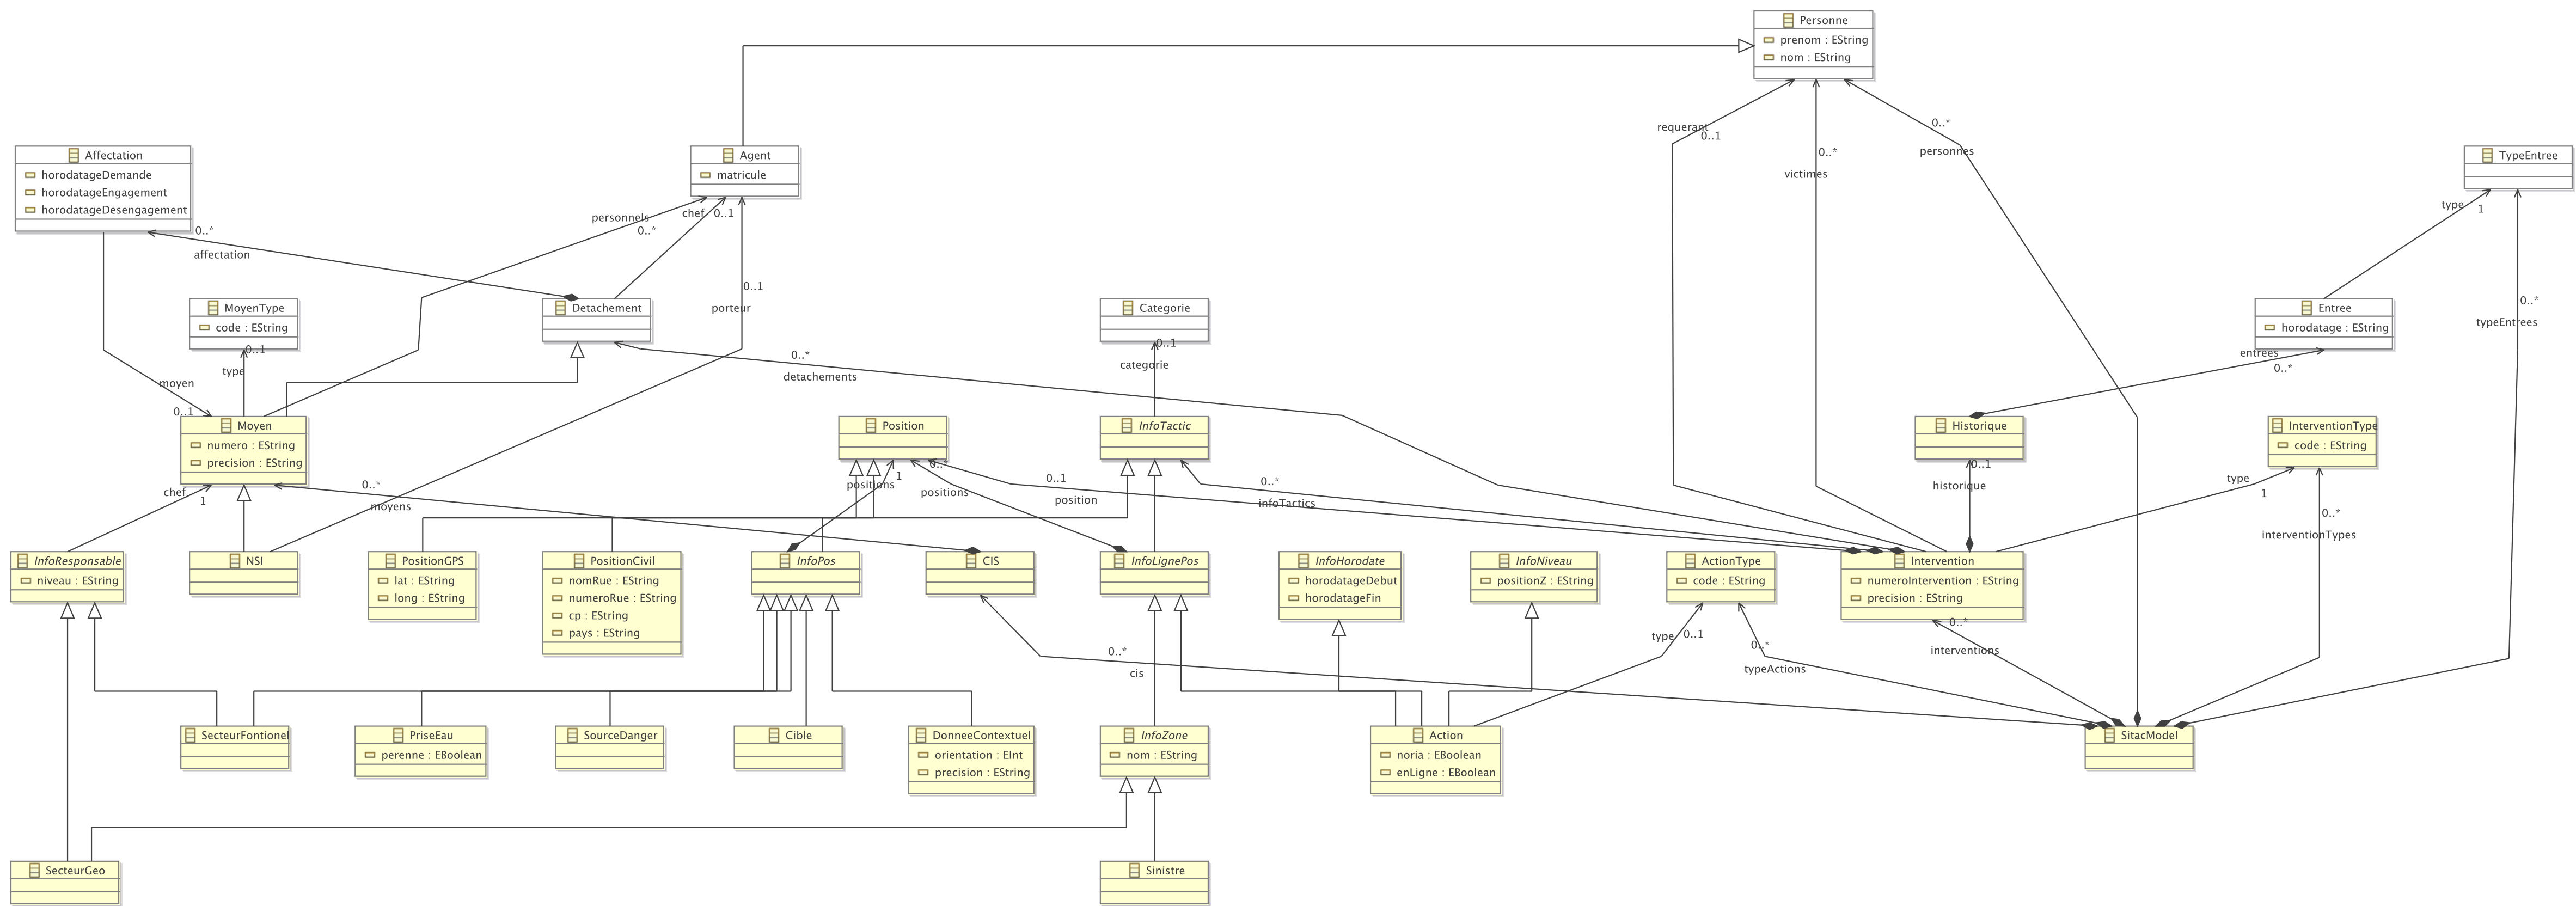 Personne
prenom : EString
nom : EString
requerant
0..1
0..*
victimes
0..*
personnes
Affectation
horodatageDemande
horodatageEngagement
horodatageDesengagement
Agent
matricule
TypeEntree
personnels
0..*
chef
0..1
0..*
affectation
type
1
0..1
porteur
0..*
typeEntrees
MoyenType
code : EString
Detachement
Categorie
Entree
horodatage : EString
0..1
type
moyen
0..1
0..*
detachements
0..1
categorie
entrees
0..*
Moyen
numero : EString
precision : EString
Position
InfoTactic
Historique
InterventionType
code : EString
chef
1
0..*
moyens
positions
1
0..*
positions
0..1
position
0..*
infoTactics
0..1
historique
type
1
0..*
interventionTypes
InfoResponsable
niveau : EString
NSI
PositionGPS
lat : EString
long : EString
PositionCivil
nomRue : EString
numeroRue : EString
cp : EString
pays : EString
InfoPos
CIS
InfoLignePos
InfoHorodate
horodatageDebut
horodatageFin
InfoNiveau
positionZ : EString
ActionType
code : EString
Intervention
numeroIntervention : EString
precision : EString
0..*
cis
type
0..1
0..*
typeActions
0..*
interventions
SecteurFontionel
PriseEau
perenne : EBoolean
SourceDanger
Cible
DonneeContextuel
orientation : EInt
precision : EString
InfoZone
nom : EString
Action
noria : EBoolean
enLigne : EBoolean
SitacModel
SecteurGeo
Sinistre